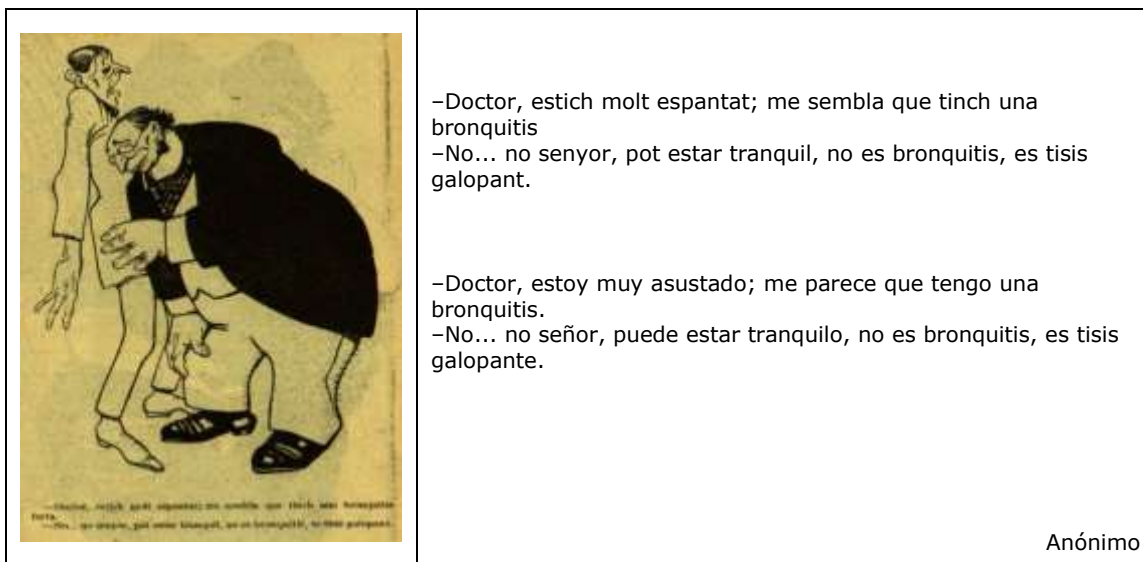 –Doctor, estich molt espantat; me sembla que tinch una
bronquitis
–No... no senyor, pot estar tranquil, no es bronquitis, es tisis
galopant.
–Doctor, estoy muy asustado; me parece que tengo una
bronquitis.
–No... no señor, puede estar tranquilo, no es bronquitis, es tisis
galopante.
Anónimo